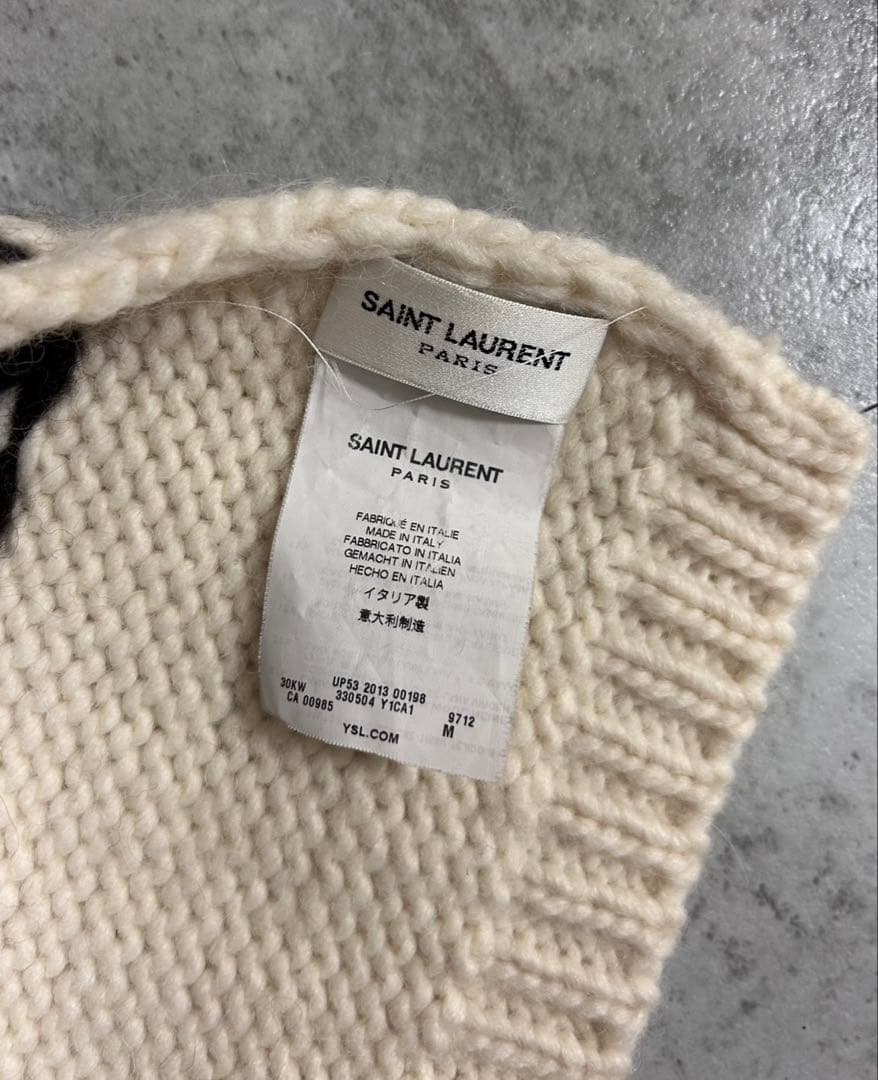 SAINT LAURENT
PARIS
SAINT LAURENT
PARIS
FABRIQUÉ EN ITALIE
MADE IN ITALY
FABBRICATO IN ITALIA
GEMACHT IN ITALIEN
HECHO EN ITALIA
イタリア製
意大利制造
30KW UP53 2013 00198
CA 00985 330504 Y1CA1 9712
M
YSL.COM